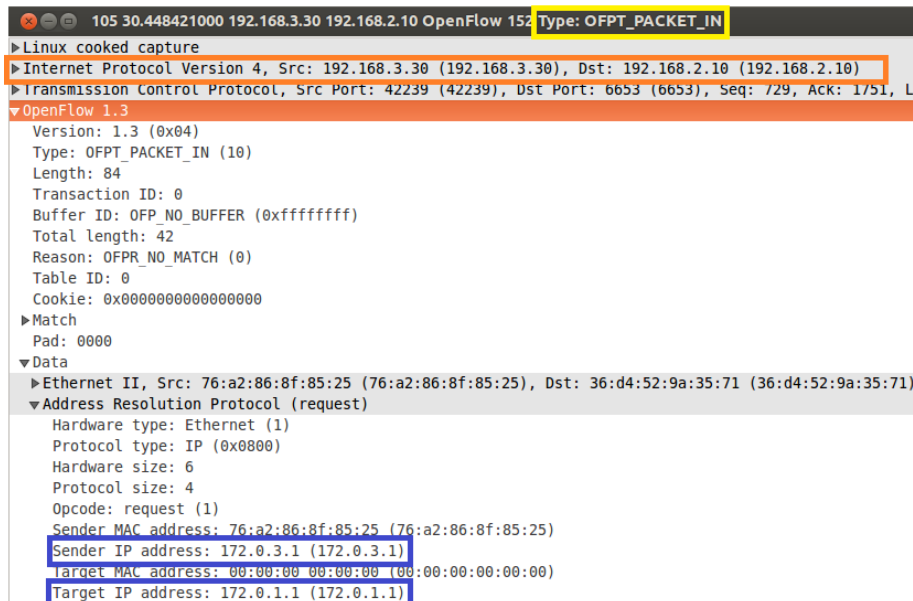 105 30.448421000 192.168.3.30 192.168.2.10 OpenFlow 152 Type: OFPT_PACKET_IN
Linux cooked capture
Internet Protocol Version 4, Src: 192.168.3.30 (192.168.3.30), Dst: 192.168.2.10 (192.168.2.10)
Transmission Control Protocol, Src Port: 42239 (42239), Dst Port: 6653 (6653), Seq: 729, Ack: 1751, L
OpenFlow 1.3
Version: 1.3 (0x04)
Type: OFPT_PACKET_IN (10)
Length: 84
Transaction ID: 0
Buffer ID: OFP_NO_BUFFER (0xffffffff)
Total length: 42
Reason: OFPR_NO_MATCH (0)
Table ID: 0
Cookie: 0x0000000000000000
Match
Pad: 0000
Data
Ethernet II, Src: 76:a2:86:8f:85:25 (76:a2:86:8f:85:25), Dst: 36:d4:52:9a:35:71 (36:d4:52:9a:35:71)
Address Resolution Protocol (request)
Hardware type: Ethernet (1)
Protocol type: IP (0x0800)
Hardware size: 6
Protocol size: 4
Opcode: request (1)
Sender MAC address: 76:a2:86:8f:85:25 (76:a2:86:8f:85:25)
Sender IP address: 172.0.3.1 (172.0.3.1)
Target MAC address: 00:00:00 00:00:00 (00:00:00:00:00:00)
Target IP address: 172.0.1.1 (172.0.1.1)